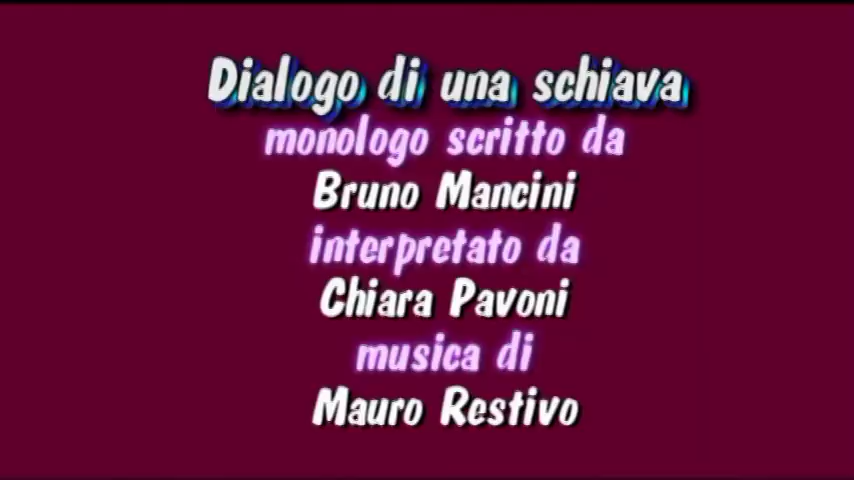 Dialogo di una schiava
monologo scritto da
Bruno Mancini
interpretato da
Chiara Pavoni
musica di
Mauro Restivo